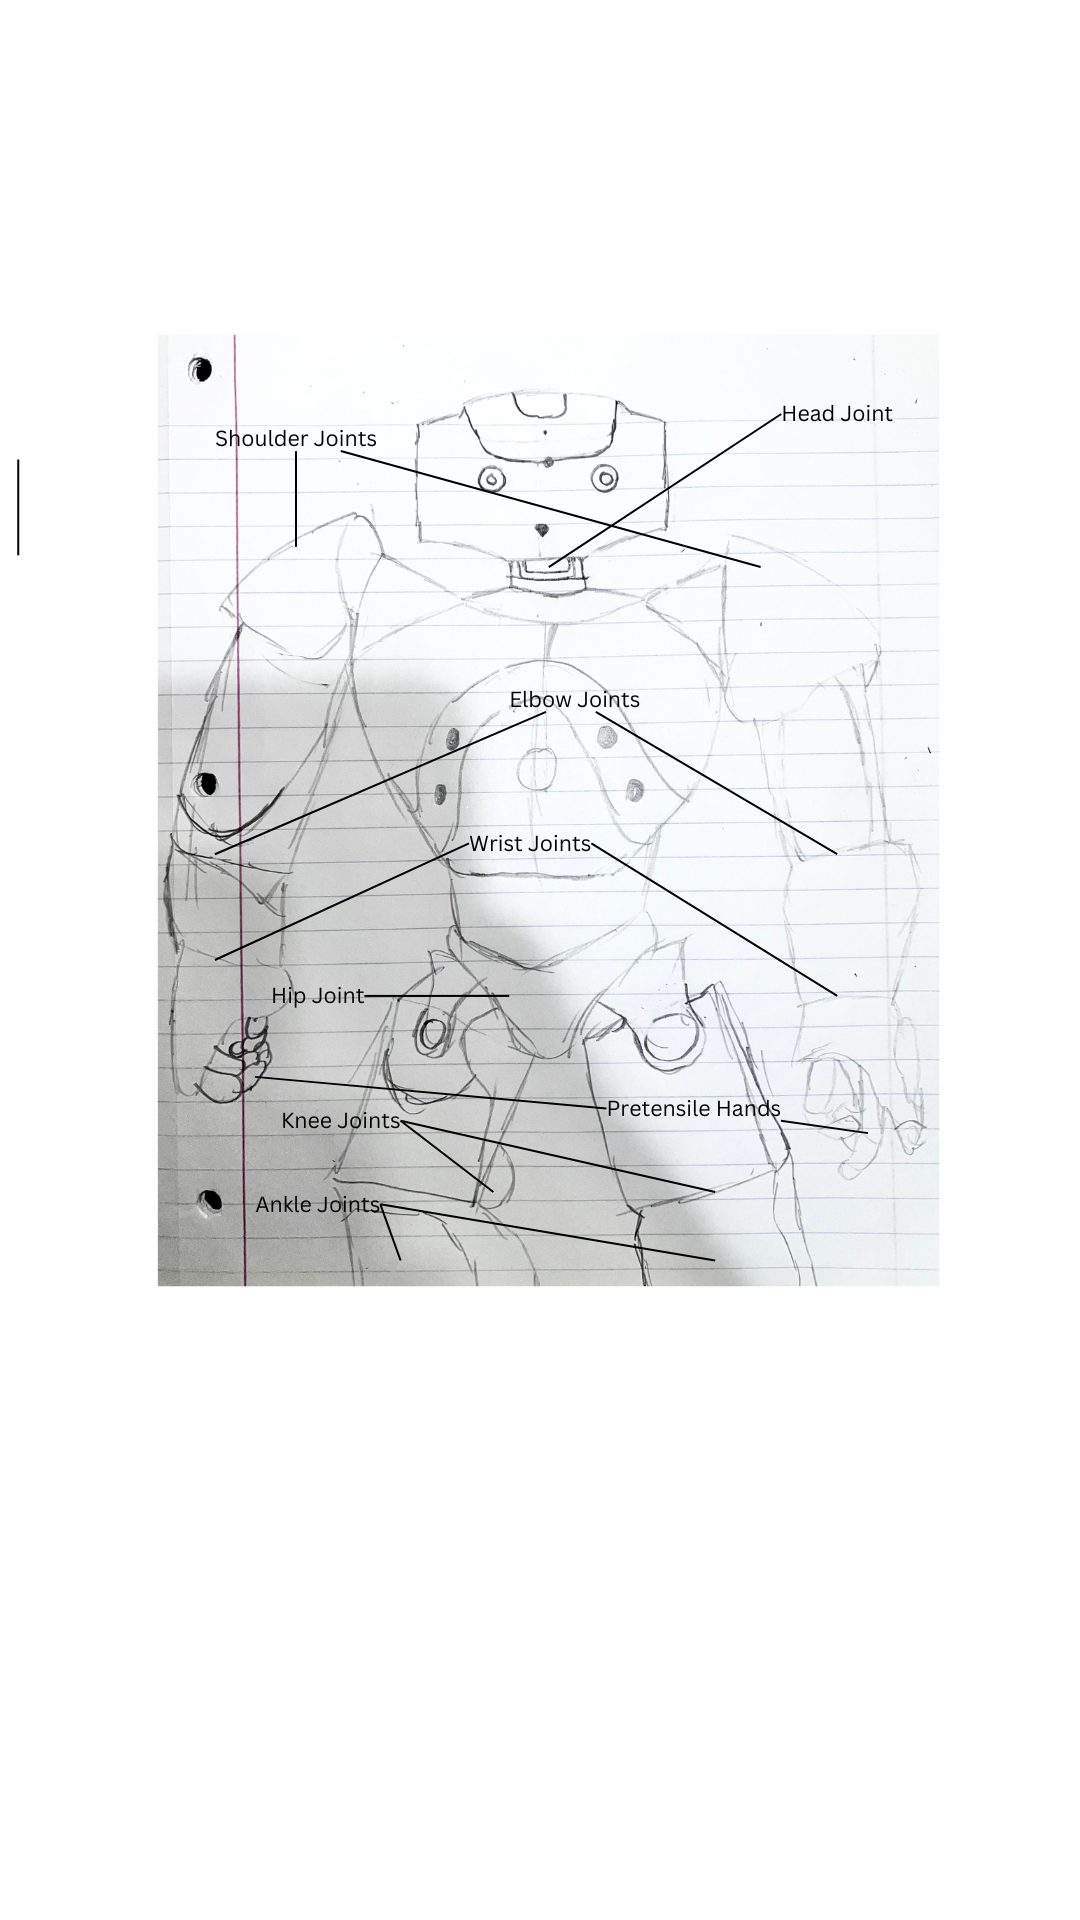 Head Joint
Shoulder Joints
Elbow Joints
Wrist Joints
Hip Joint
Pretensile Hands
Knee Joints
Ankle Joints